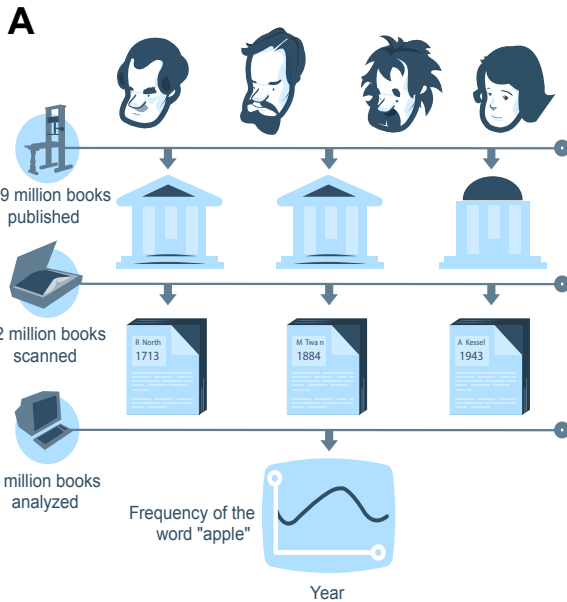 A
9 million books
published
2 million books
scanned
R North
1713
M Twain
1884
A Kessel
1943
million books
analyzed
Frequency of the
word "apple"
Year